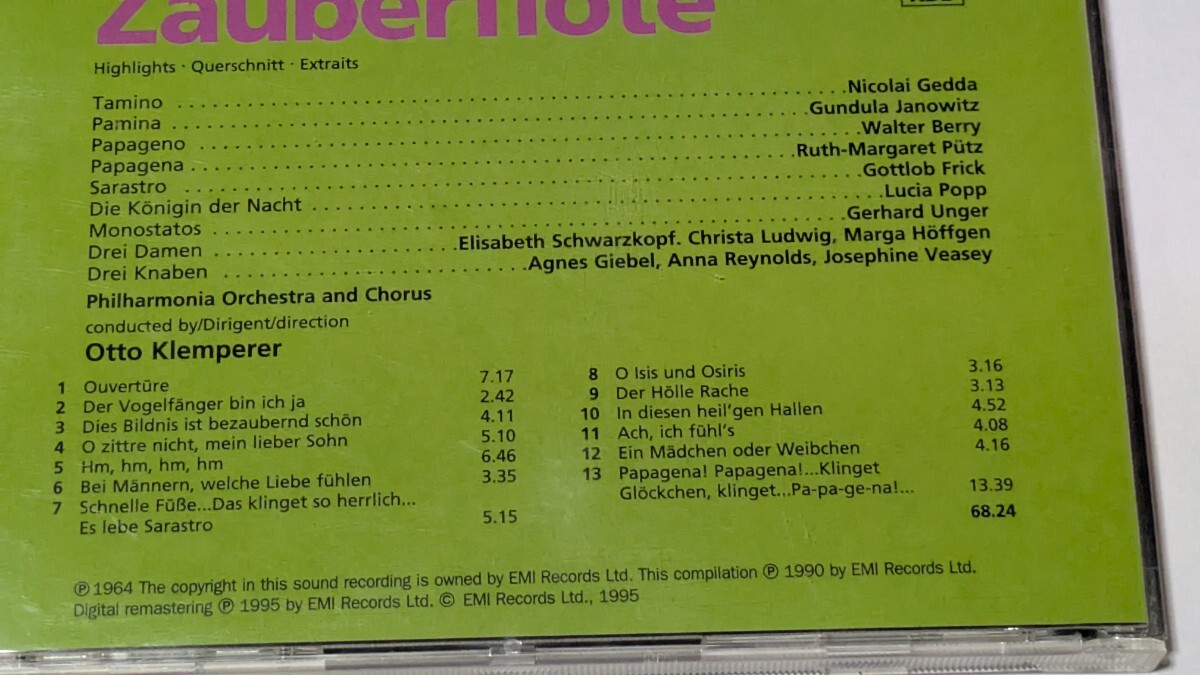 Zauberflöte
Highlights · Querschnitt · Extraits
Tamino ........ Nicolai Gedda
Pamina ........ Gundula Janowitz
Papageno ........ Walter Berry
Papagena ........ Ruth-Margaret Pütz
Sarastro ........ Gottlob Frick
Die Königin der Nacht ........ Lucia Popp
Monostatos ........ Gerhard Unger
Drei Damen ........ Elisabeth Schwarzkopf. Christa Ludwig, Marga Höffgen
Drei Knaben ........ Agnes Giebel, Anna Reynolds, Josephine Veasey
Philharmonia Orchestra and Chorus
conducted by/Dirigent/direction
Otto Klemperer
1 Ouvertüre 7.17
2 Der Vogelfänger bin ich ja 2.42
3 Dies Bildnis ist bezaubernd schön 4.11
4 O zittre nicht, mein lieber Sohn 5.10
5 Hm, hm, hm, hm 6.46
6 Bei Männern, welche Liebe fühlen 3.35
7 Schnelle Füße...Das klinget so herrlich...
Es lebe Sarastro 5.15
8 O Isis und Osiris 3.16
9 Der Hölle Rache 3.13
10 In diesen heil'gen Hallen 4.52
11 Ach, ich fühl's 4.08
12 Ein Mädchen oder Weibchen 4.16
13 Papagena! Papagena!...Klinget
Glöckchen, klinget...Pa-pa-ge-na!... 13.39
68.24
℗ 1964 The copyright in this sound recording is owned by EMI Records Ltd. This compilation ℗ 1990 by EMI Records Ltd.
Digital remastering ℗ 1995 by EMI Records Ltd. © EMI Records Ltd., 1995